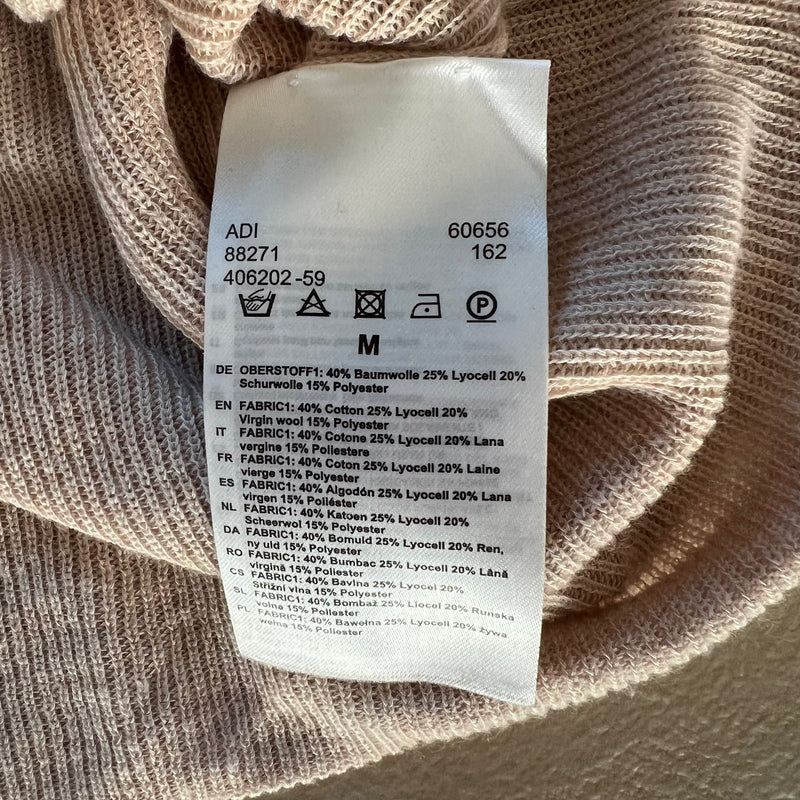 ADI 60656
88271 162
406202-59
P
M
DE OBERSTOFF1: 40% Baumwolle 25% Lyocell 20%
Schurwolle 15% Polyester
EN FABRIC1: 40% Cotton 25% Lyocell 20%
Virgin wool 15% Polyester
IT FABRIC1: 40% Cotone 25% Lyocell 20% Lana
vergine 15% Poliestere
FR FABRIC1: 40% Coton 25% Lyocell 20% Laine
vierge 15% Polyester
ES FABRIC1: 40% Algodón 25% Lyocell 20% Lana
virgen 15% Poliéster
NL FABRIC1: 40% Katoen 25% Lyocell 20%
Scheerwol 15% Polyester
DA FABRIC1: 40% Bomuld 25% Lyocell 20% Ren,
ny uld 15% Polyester
RO FABRIC1: 40% Bumbac 25% Lyocell 20% Lână
virgină 15% Poliester
CS FABRIC1: 40% Bavlna 25% Lyocel 20%
Střižní vlna 15% Polyester
SL FABRIC1: 40% Bombaž 25% Liocel 20% Runska
volna 15% Poliester
PL FABRIC1: 40% Bawełna 25% Lyocell 20% żywa
wełna 15% Poliester